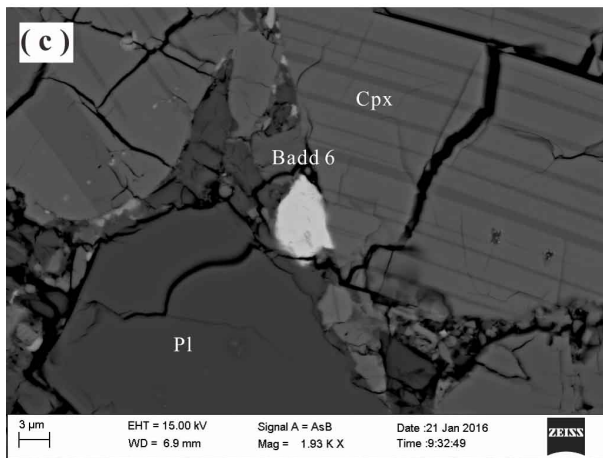 (c)
Cpx
Badd 6
Pl
3 µm
EHT = 15.00 kV
Signal A = AsB
Date :21 Jan 2016
WD = 6.9 mm
Mag = 1.93 K X
Time :9:32:49
ZEISS